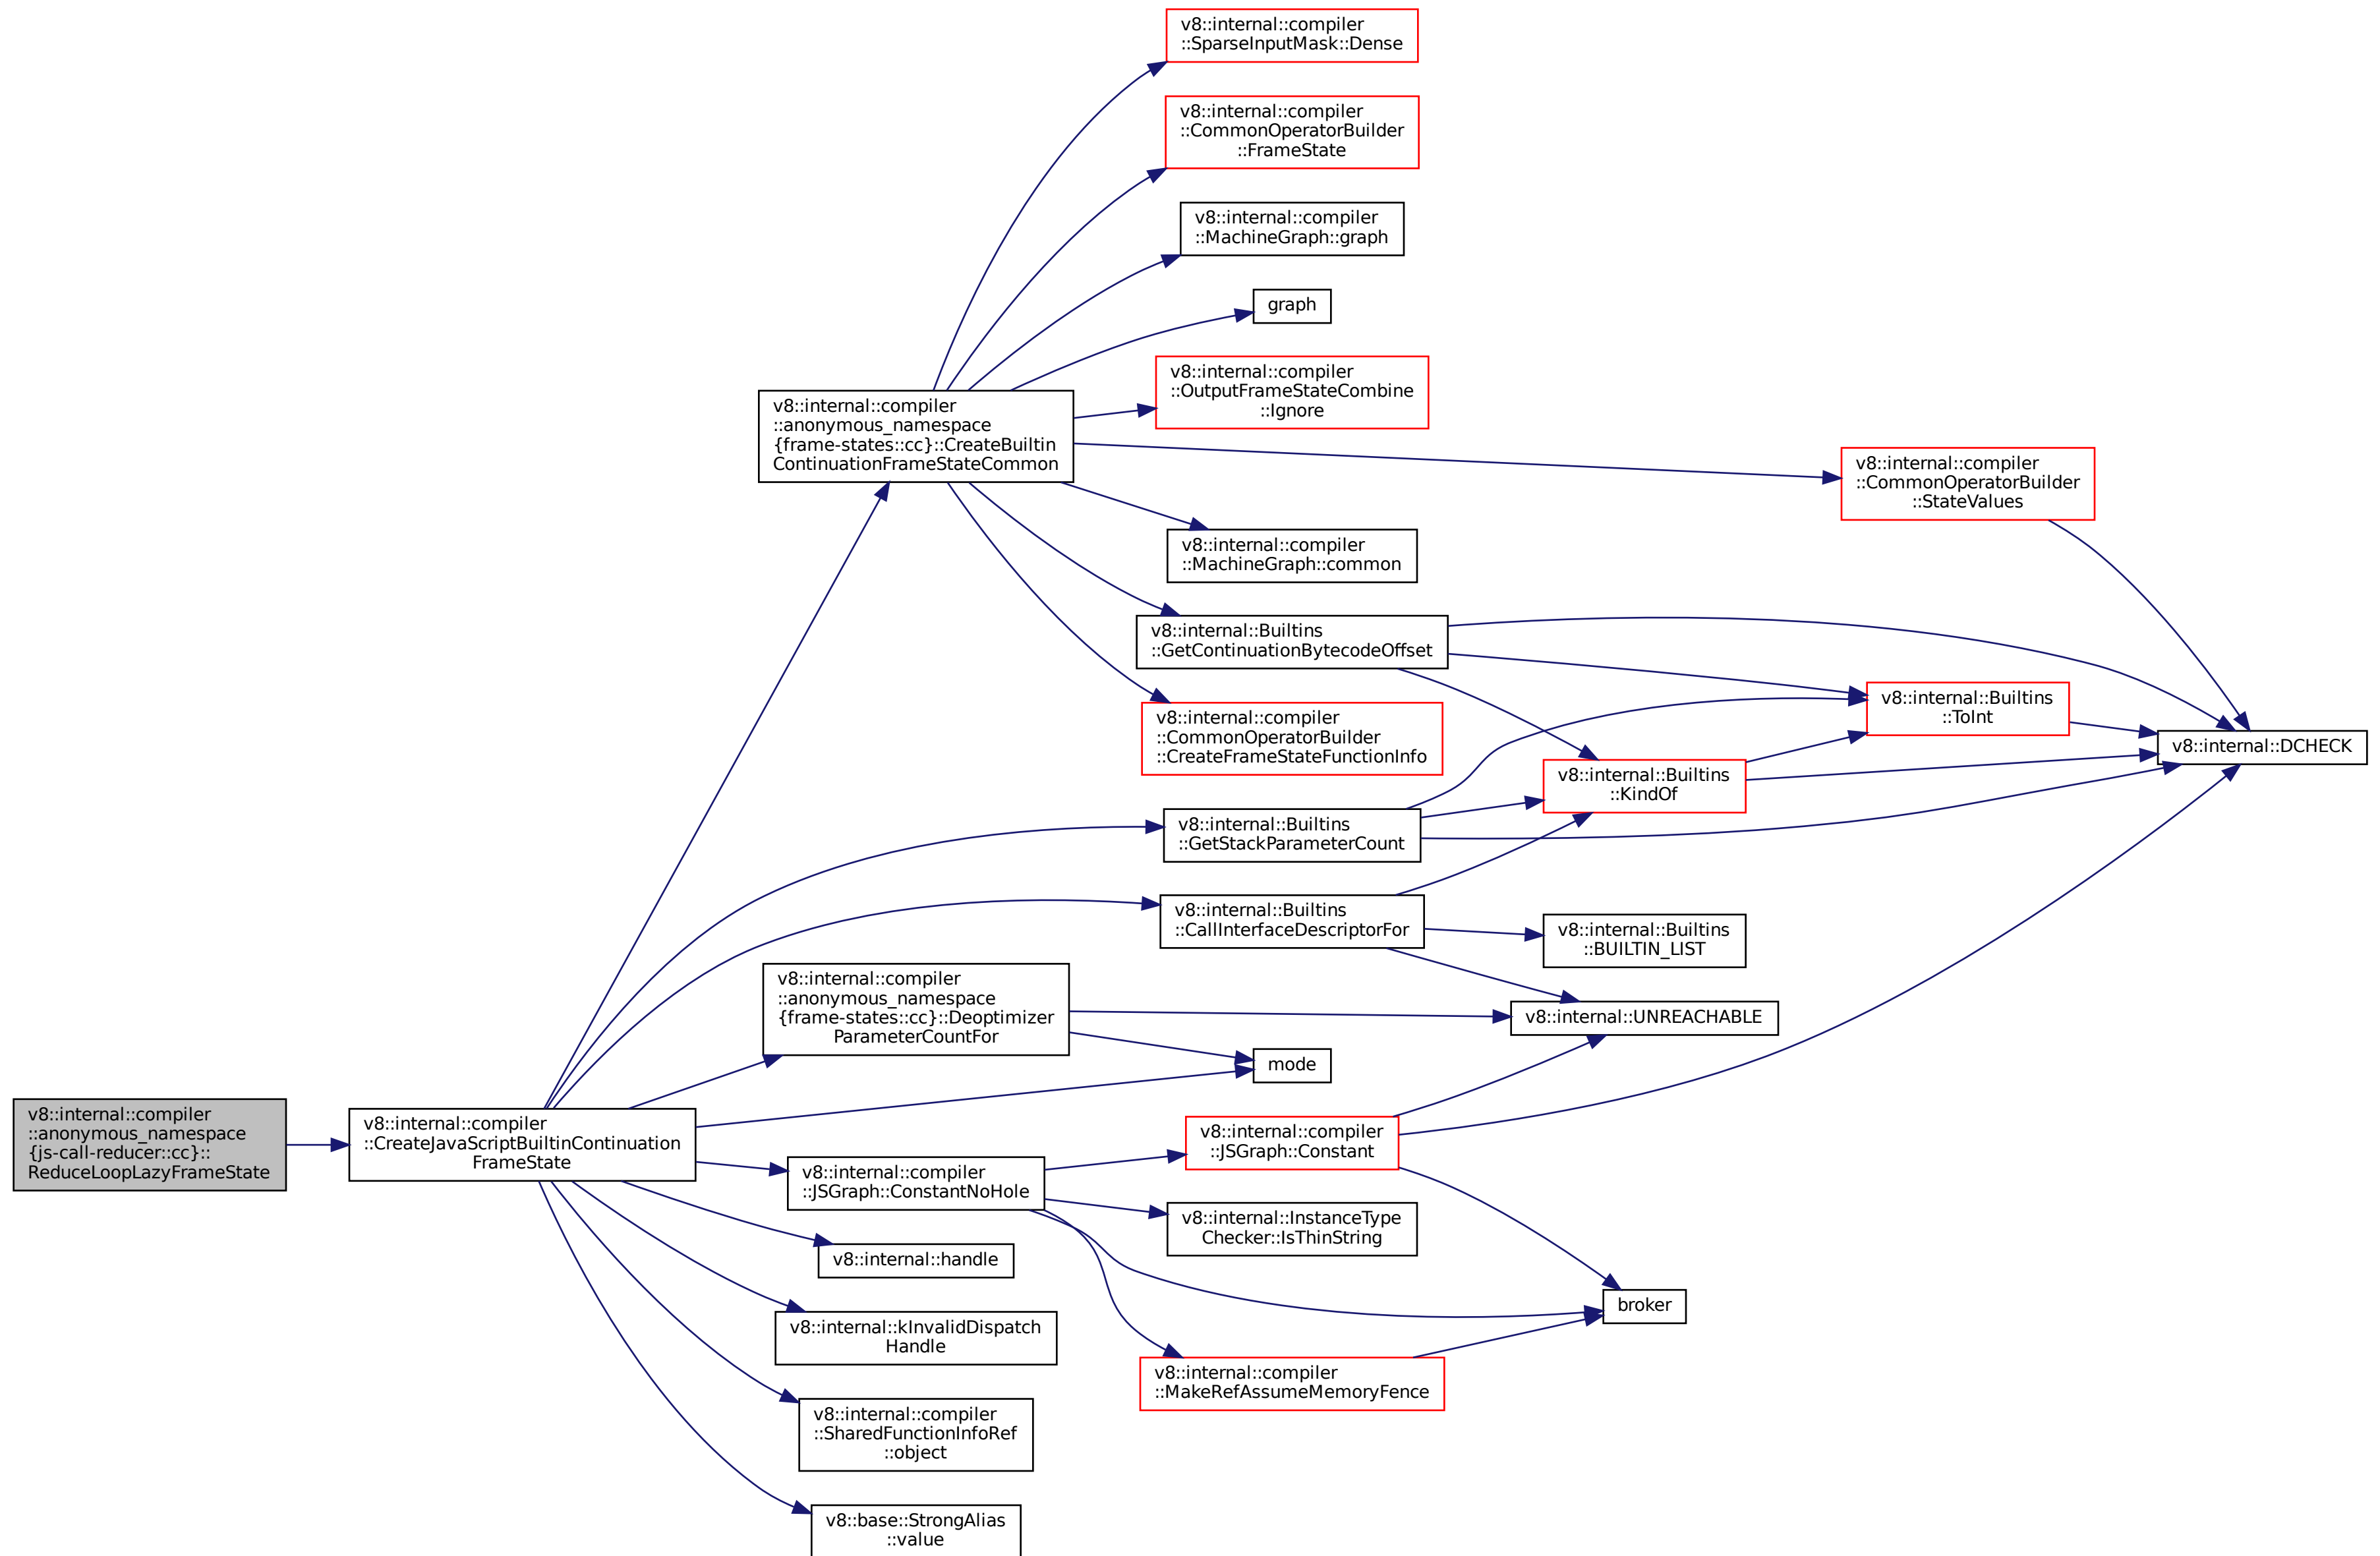 v8::internal::compiler
::SparseInputMask::Dense
v8::internal::compiler
::CommonOperatorBuilder
::FrameState
v8::internal::compiler
::MachineGraph::graph
graph
v8::internal::compiler
::OutputFrameStateCombine
::Ignore
v8::internal::compiler
::anonymous_namespace
{frame-states::cc}::CreateBuiltin
ContinuationFrameStateCommon
v8::internal::compiler
::CommonOperatorBuilder
::StateValues
v8::internal::compiler
::MachineGraph::common
v8::internal::Builtins
::GetContinuationBytecodeOffset
v8::internal::compiler
::CommonOperatorBuilder
::CreateFrameStateFunctionInfo
v8::internal::Builtins
::ToInt
v8::internal::DCHECK
v8::internal::Builtins
::KindOf
v8::internal::Builtins
::GetStackParameterCount
v8::internal::Builtins
::CallInterfaceDescriptorFor
v8::internal::Builtins
::BUILTIN_LIST
v8::internal::compiler
::anonymous_namespace
{frame-states::cc}::Deoptimizer
ParameterCountFor
v8::internal::UNREACHABLE
mode
v8::internal::compiler
::anonymous_namespace
{js-call-reducer::cc}::
ReduceLoopLazyFrameState
v8::internal::compiler
::CreateJavaScriptBuiltinContinuation
FrameState
v8::internal::compiler
::JSGraph::Constant
v8::internal::compiler
::JSGraph::ConstantNoHole
v8::internal::InstanceType
Checker::IsThinString
v8::internal::handle
broker
v8::internal::kInvalidDispatch
Handle
v8::internal::compiler
::MakeRefAssumeMemoryFence
v8::internal::compiler
::SharedFunctionInfoRef
::object
v8::base::StrongAlias
::value